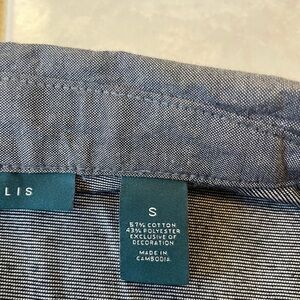 LIS
S
57% COTTON
43% POLYESTER
EXCLUSIVE OF
DECORATION
MADE IN
CAMBODIA